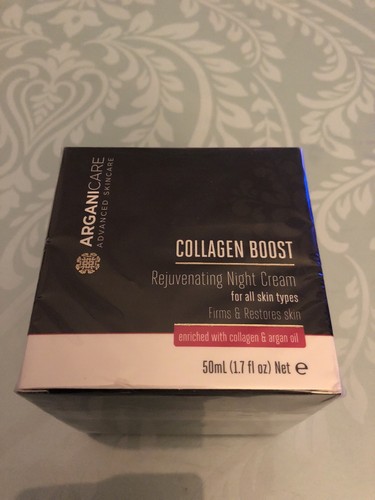 ARGANICARE
ADVANCED SKINCARE
COLLAGEN BOOST
Rejuvenating Night Cream
for all skin types
Firms & Restores skin
enriched with collagen & argan oil
50mL (1.7 fl oz) Net ℮